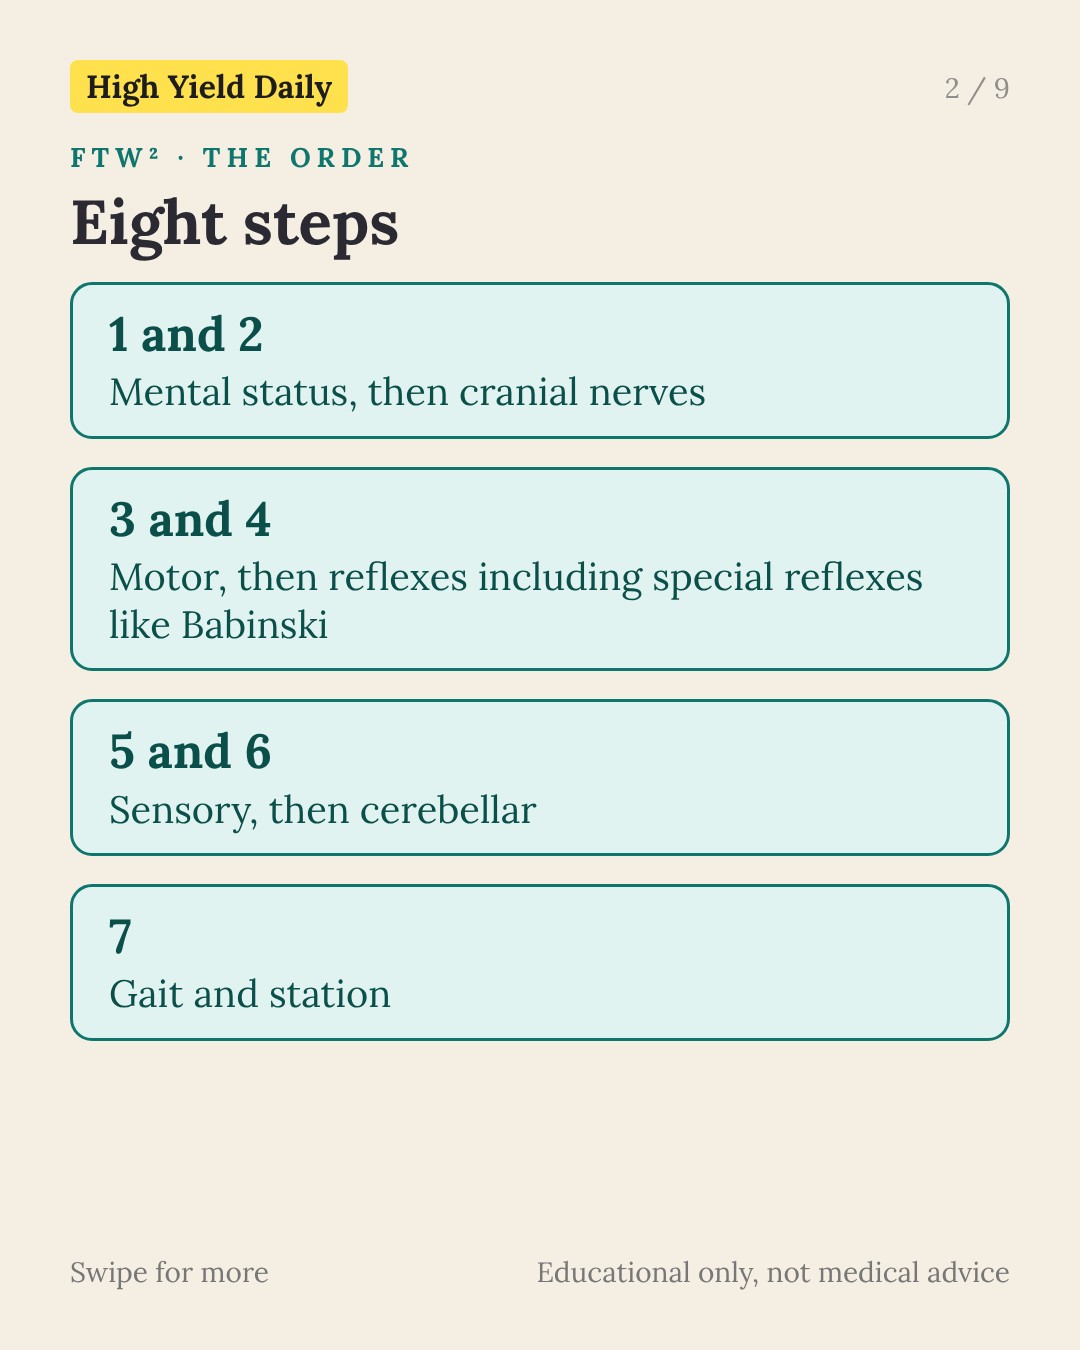 High Yield Daily
2 / 9
FTW² · THE ORDER
Eight steps
1 and 2
Mental status, then cranial nerves
3 and 4
Motor, then reflexes including special reflexes
like Babinski
5 and 6
Sensory, then cerebellar
7
Gait and station
Swipe for more
Educational only, not medical advice